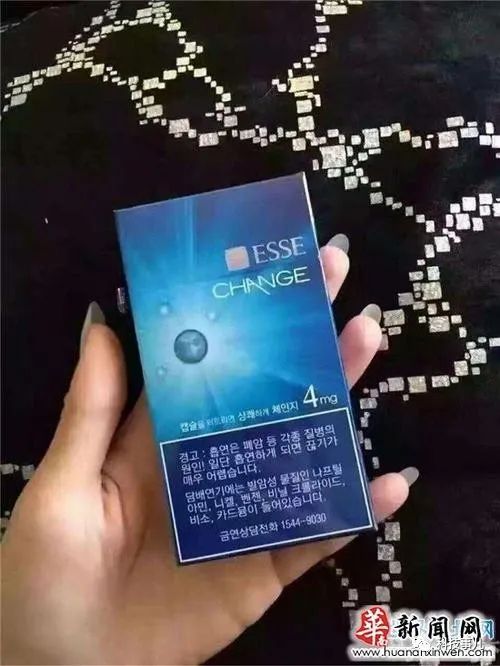 ESSE
CHANGE
캡슐을 터트리면 상쾌하게 체인지 4mg
경고 : 흡연은 폐암 등 각종 질병의
원인! 일단 흡연하게 되면 끊기가
매우 어렵습니다.
담배연기에는 발암성 물질인 나프틸
아민, 니켈, 벤젠, 비닐 크롤라이드,
비소, 카드뮴이 들어있습니다.
금연상담전화 1544-9030
华南新闻网
科技事儿
www.huananxinwen.com